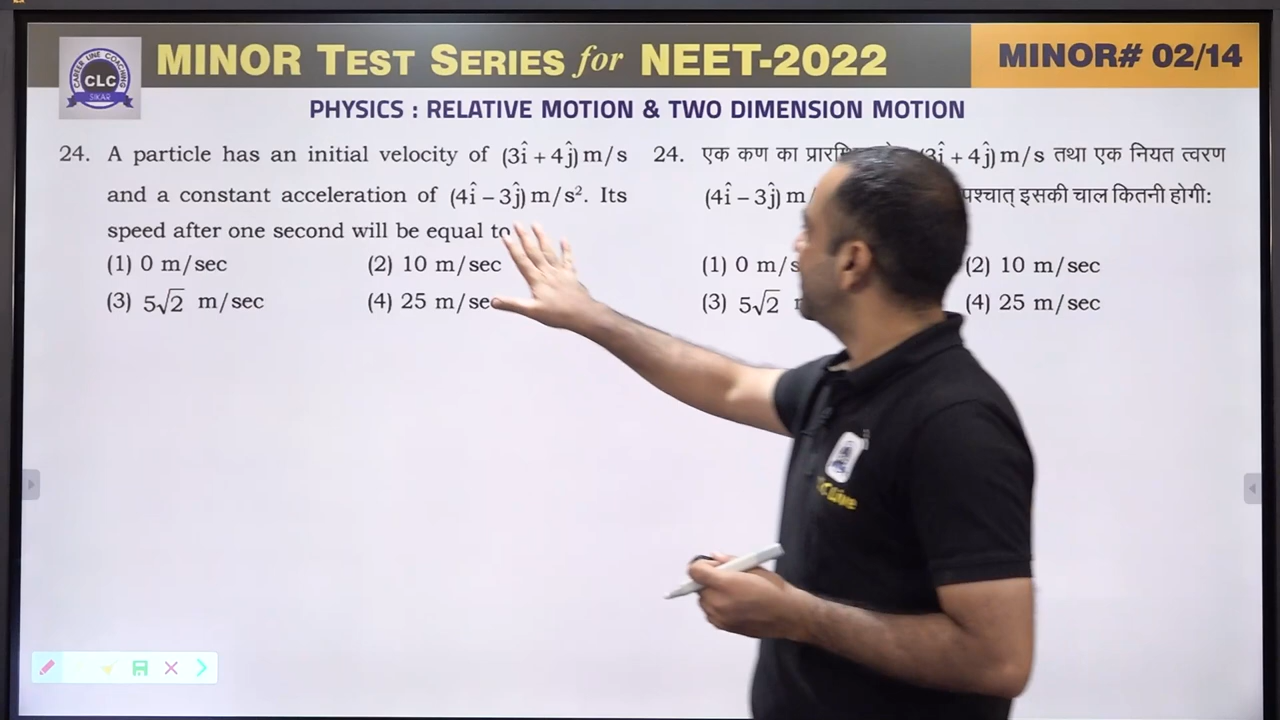 CAREER LINE COACHING
CLC
SIKAR
MINOR TEST SERIES for NEET-2022
MINOR# 02/14
PHYSICS : RELATIVE MOTION & TWO DIMENSION MOTION
24. A particle has an initial velocity of (3î + 4ĵ) m/s
and a constant acceleration of (4î – 3ĵ) m/s². Its
speed after one second will be equal to
(1) 0 m/sec (2) 10 m/sec
(3) 5√2 m/sec (4) 25 m/sec
24. एक कण का (3î + 4ĵ) m/s तथा एक नियत त्वरण
(4î – 3ĵ) m पश्चात् इसकी चाल कितनी होगी:
(1) 0 m/s (2) 10 m/sec
(3) 5√2 (4) 25 m/sec